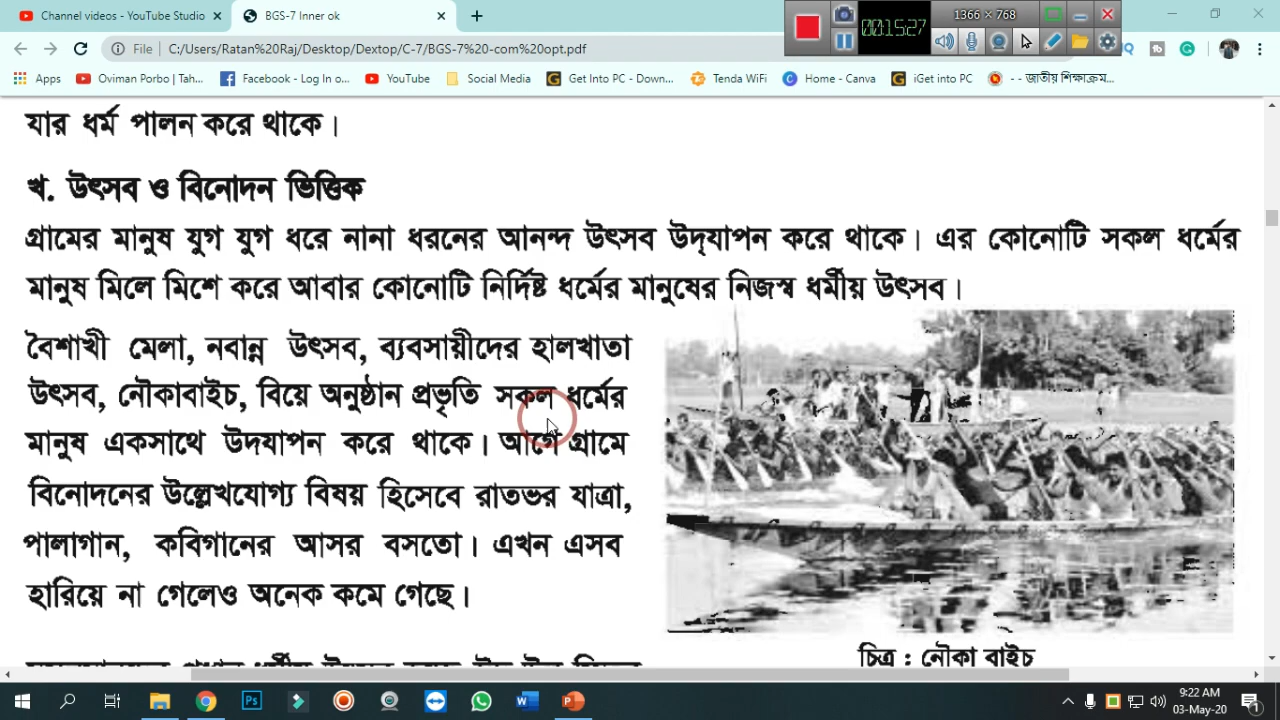 Channel videos - YouTube Studio
BGS-7 Inner ok
00:15:27
1366 × 768
File
C:/Users/Ratan%20Raj/Desktop/Dextop/C-7/BGS-7%20-com%20opt.pdf
Apps
Oviman Porbo | Tah...
Facebook - Log In o...
YouTube
Social Media
Get Into PC - Down...
Tenda WiFi
Home - Canva
iGet into PC
- - জাতীয় শিক্ষাক্রম...
যার ধর্ম পালন করে থাকে।
খ. উৎসব ও বিনোদন ভিত্তিক
গ্রামের মানুষ যুগ যুগ ধরে নানা ধরনের আনন্দ উৎসব উদ্‌যাপন করে থাকে। এর কোনোটি সকল ধর্মের
মানুষ মিলে মিশে করে আবার কোনোটি নির্দিষ্ট ধর্মের মানুষের নিজস্ব ধর্মীয় উৎসব।
বৈশাখী মেলা, নবান্ন উৎসব, ব্যবসায়ীদের হালখাতা
উৎসব, নৌকাবাইচ, বিয়ে অনুষ্ঠান প্রভৃতি সকল ধর্মের
মানুষ একসাথে উদযাপন করে থাকে। আগে গ্রামে
বিনোদনের উল্লেখযোগ্য বিষয় হিসেবে রাতভর যাত্রা,
পালাগান, কবিগানের আসর বসতো। এখন এসব
হারিয়ে না গেলেও অনেক কমে গেছে।
চিত্র : নৌকা বাইচ
9:22 AM
03-May-20